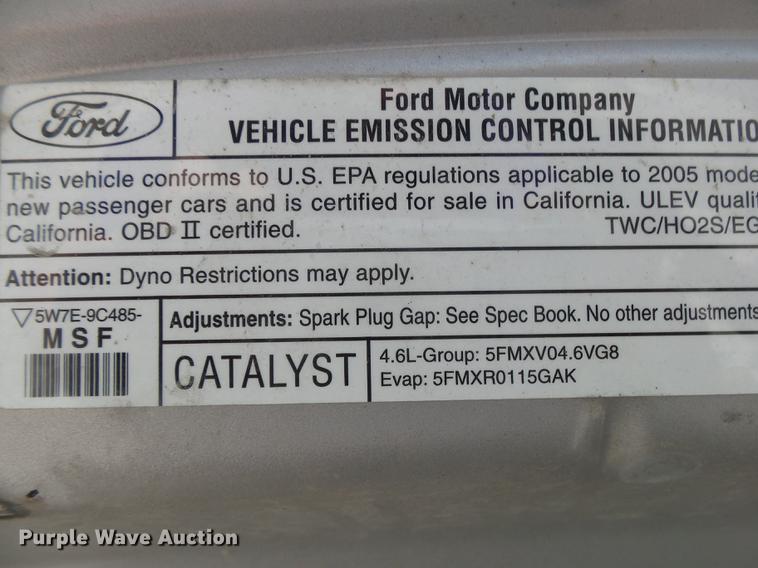 Ford
Ford Motor Company
VEHICLE EMISSION CONTROL INFORMATIO
This vehicle conforms to U.S. EPA regulations applicable to 2005 mode
new passenger cars and is certified for sale in California. ULEV qualif
California. OBD II certified. TWC/HO2S/EG
Attention: Dyno Restrictions may apply.
5W7E-9C485-
MSF
Adjustments: Spark Plug Gap: See Spec Book. No other adjustments
CATALYST
4.6L-Group: 5FMXV04.6VG8
Evap: 5FMXR0115GAK
Purple Wave Auction